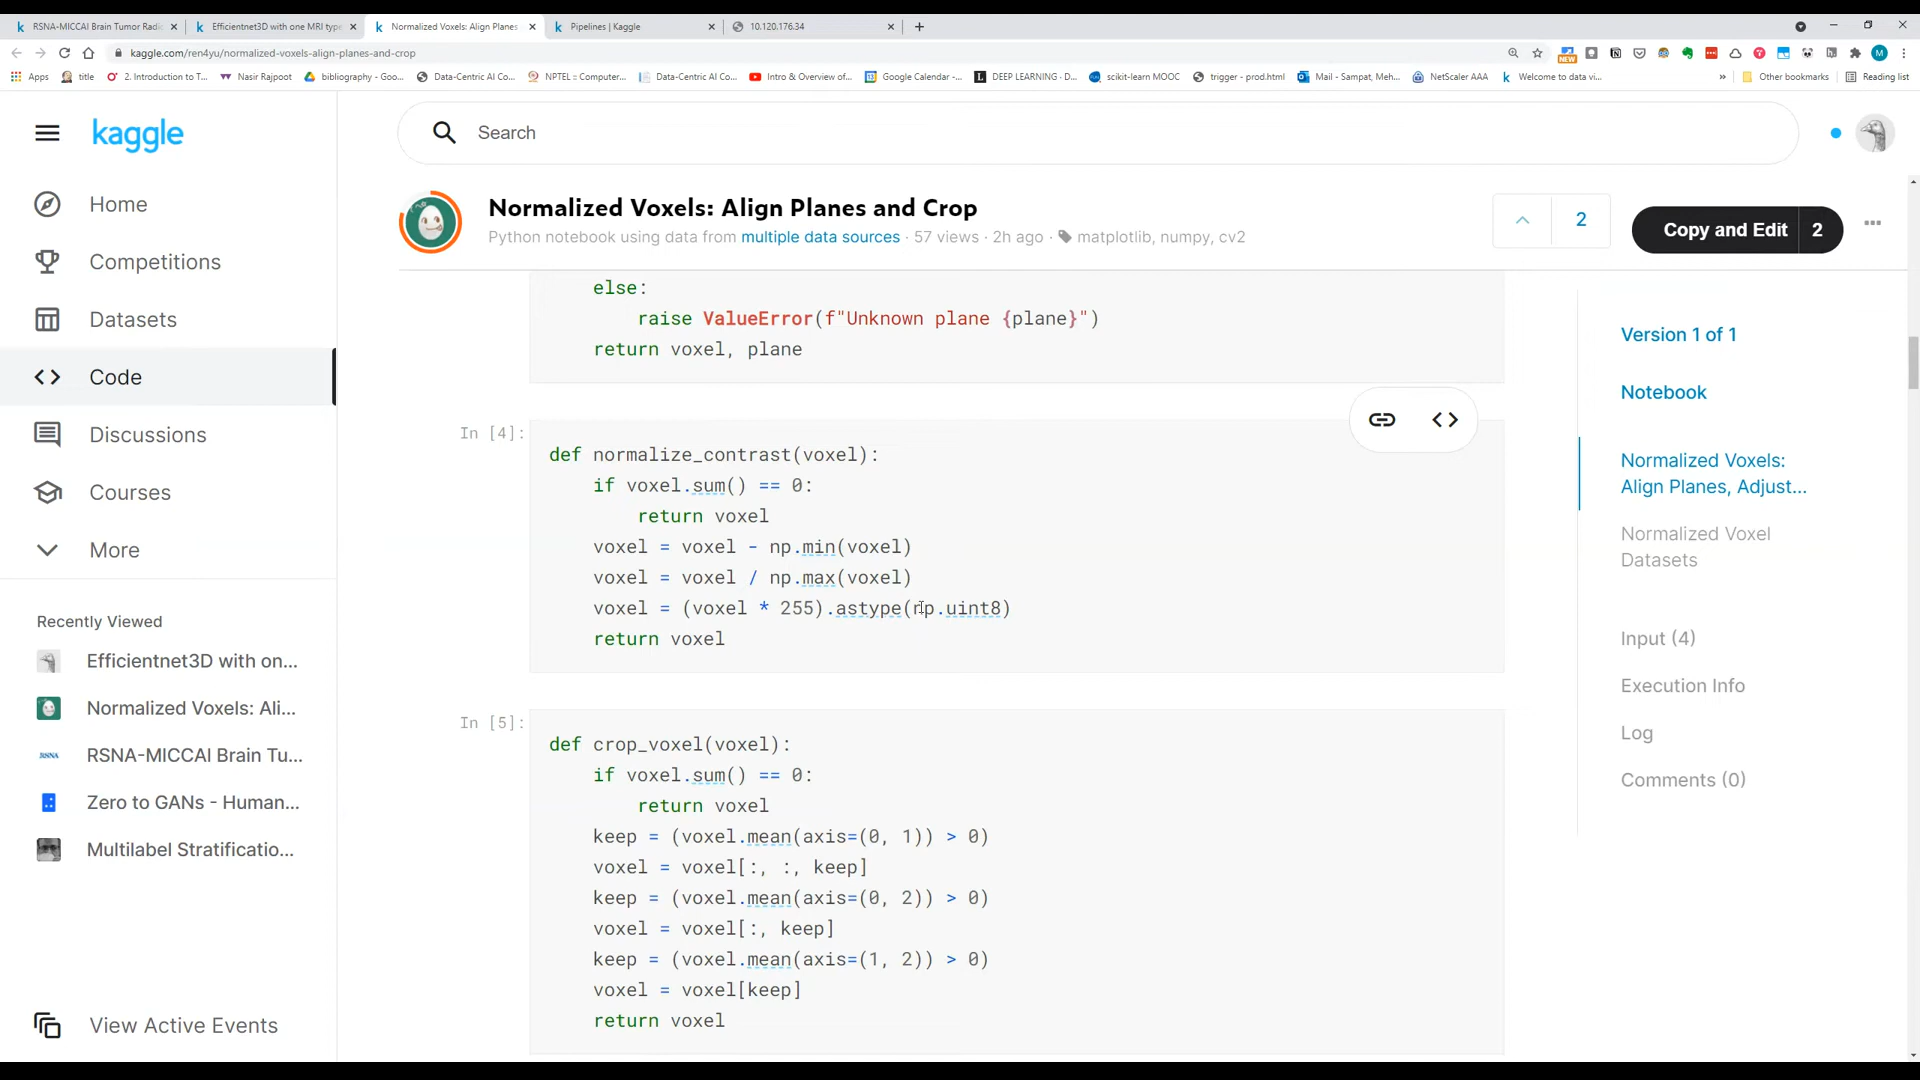 RSNA-MICCAI Brain Tumor Radi
Efficientnet3D with one MRI type
Normalized Voxels: Align Planes
Pipelines | Kaggle
10.120.176.34
kaggle.com/ren4yu/normalized-voxels-align-planes-and-crop
Apps
title
2. Introduction to T...
Nasir Rajpoot
bibliography - Goo...
Data-Centric AI Co...
NPTEL :: Computer...
Data-Centric AI Co...
Intro & Overview of...
Google Calendar -...
DEEP LEARNING · D...
scikit-learn MOOC
trigger - prod.html
Mail - Sampat, Meh...
NetScaler AAA
Welcome to data vi...
»
Other bookmarks
Reading list
kaggle
Search
Home
Competitions
Datasets
Code
Discussions
Courses
More
Recently Viewed
Efficientnet3D with on...
Normalized Voxels: Ali...
RSNA-MICCAI Brain Tu...
Zero to GANs - Human...
Multilabel Stratificatio...
View Active Events
Normalized Voxels: Align Planes and Crop
Python notebook using data from multiple data sources · 57 views · 2h ago · matplotlib, numpy, cv2
2
Copy and Edit 2
else:
raise ValueError(f"Unknown plane {plane}")
return voxel, plane
In [4]:
def normalize_contrast(voxel):
if voxel.sum() == 0:
return voxel
voxel = voxel - np.min(voxel)
voxel = voxel / np.max(voxel)
voxel = (voxel * 255).astype(np.uint8)
return voxel
In [5]:
def crop_voxel(voxel):
if voxel.sum() == 0:
return voxel
keep = (voxel.mean(axis=(0, 1)) > 0)
voxel = voxel[:, :, keep]
keep = (voxel.mean(axis=(0, 2)) > 0)
voxel = voxel[:, keep]
keep = (voxel.mean(axis=(1, 2)) > 0)
voxel = voxel[keep]
return voxel
Version 1 of 1
Notebook
Normalized Voxels:
Align Planes, Adjust...
Normalized Voxel
Datasets
Input (4)
Execution Info
Log
Comments (0)